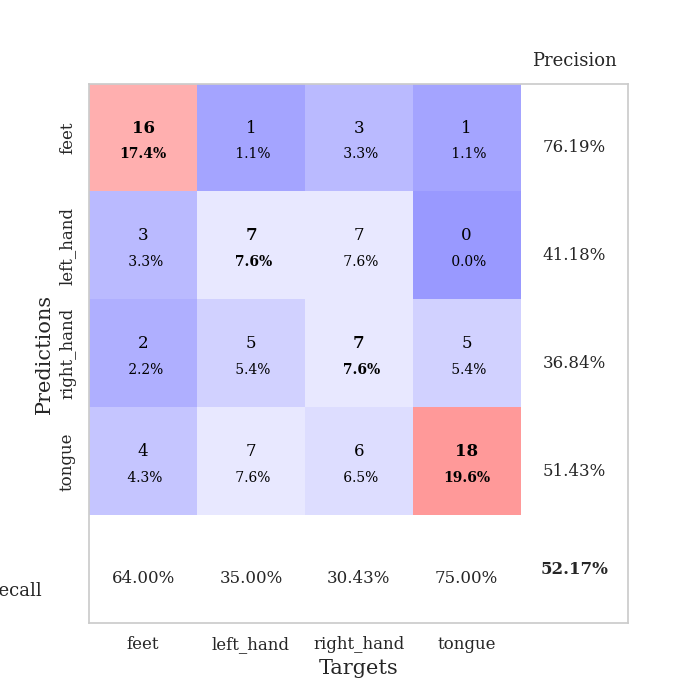 Precision
feet 16 1 3 1 76.19%
17.4% 1.1% 3.3% 1.1%
left_hand 3 7 7 0 41.18%
3.3% 7.6% 7.6% 0.0%
Predictions
right_hand 2 5 7 5 36.84%
2.2% 5.4% 7.6% 5.4%
tongue 4 7 6 18 51.43%
4.3% 7.6% 6.5% 19.6%
ecall 64.00% 35.00% 30.43% 75.00% 52.17%
feet left_hand right_hand tongue
Targets